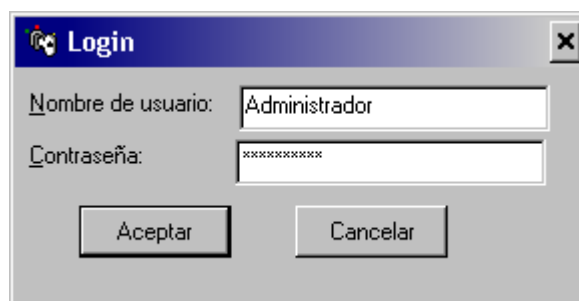 Login
Nombre de usuario: Administrador
Contraseña: **********
Aceptar Cancelar